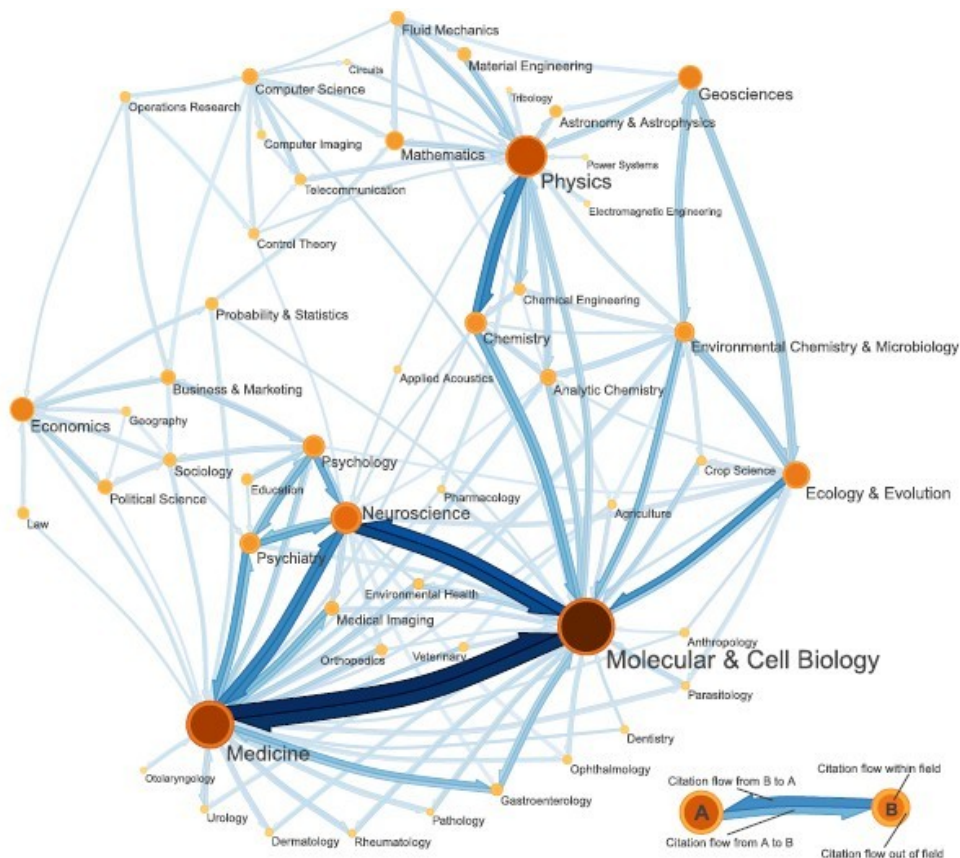 Fluid Mechanics
Circuits
Material Engineering
Computer Science
Geosciences
Operations Research
Tribology
Astronomy & Astrophysics
Computer Imaging
Mathematics
Power Systems
Physics
Telecommunication
Electromagnetic Engineering
Control Theory
Chemical Engineering
Probability & Statistics
Chemistry
Environmental Chemistry & Microbiology
Applied Acoustics
Business & Marketing
Analytic Chemistry
Geography
Economics
Psychology
Sociology
Crop Science
Education
Ecology & Evolution
Political Science
Pharmacology
Neuroscience
Agriculture
Law
Psychiatry
Environmental Health
Medical Imaging
Anthropology
Orthopedics
Veterinary
Molecular & Cell Biology
Parasitology
Medicine
Dentistry
Ophthalmology
Otolaryngology
Gastroenterology
Urology
Pathology
Dermatology
Rheumatology
Citation flow from B to A
Citation flow within field
A
B
Citation flow from A to B
Citation flow out of field